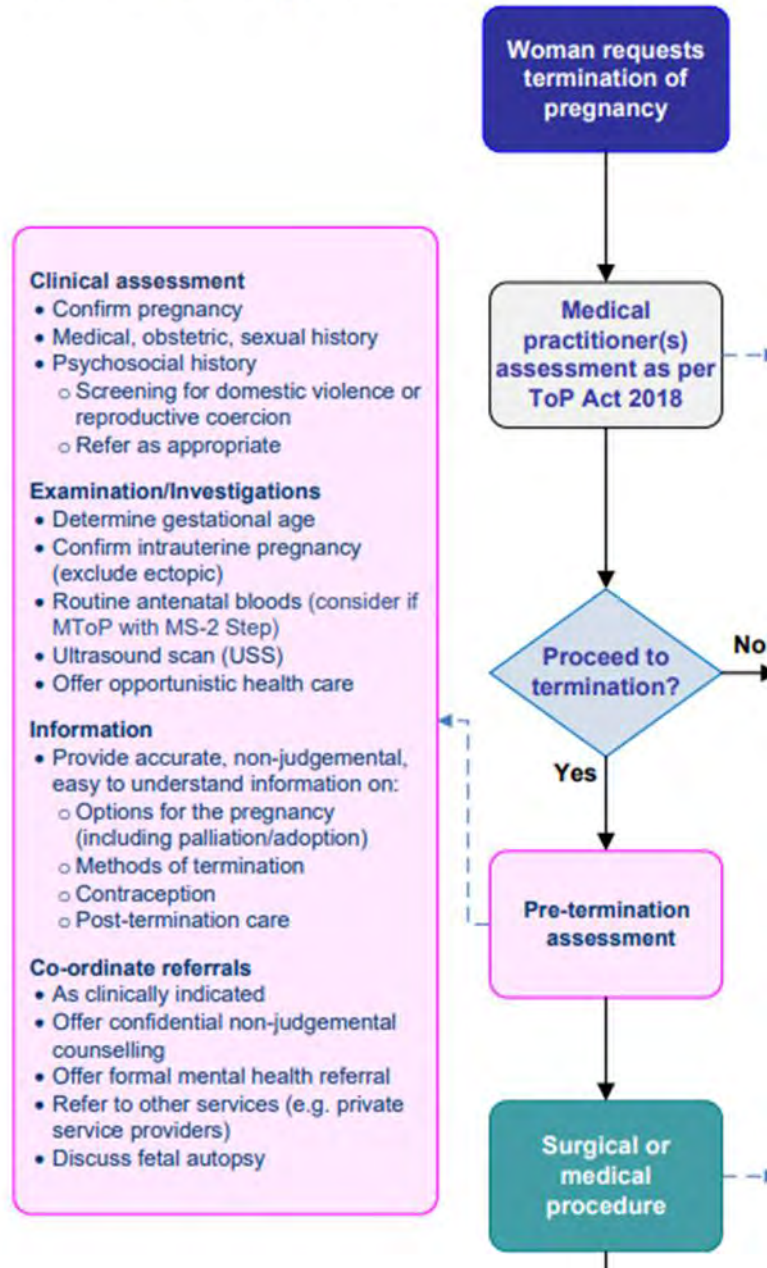 Woman requests
termination of
pregnancy
Medical
practitioner(s)
assessment as per
ToP Act 2018
Proceed to
termination?
No
Yes
Pre-termination
assessment
Surgical or
medical
procedure
Clinical assessment
• Confirm pregnancy
• Medical, obstetric, sexual history
• Psychosocial history
o Screening for domestic violence or
reproductive coercion
o Refer as appropriate
Examination/Investigations
• Determine gestational age
• Confirm intrauterine pregnancy
(exclude ectopic)
• Routine antenatal bloods (consider if
MToP with MS-2 Step)
• Ultrasound scan (USS)
• Offer opportunistic health care
Information
• Provide accurate, non-judgemental,
easy to understand information on:
o Options for the pregnancy
(including palliation/adoption)
o Methods of termination
o Contraception
o Post-termination care
Co-ordinate referrals
• As clinically indicated
• Offer confidential non-judgemental
counselling
• Offer formal mental health referral
• Refer to other services (e.g. private
service providers)
• Discuss fetal autopsy